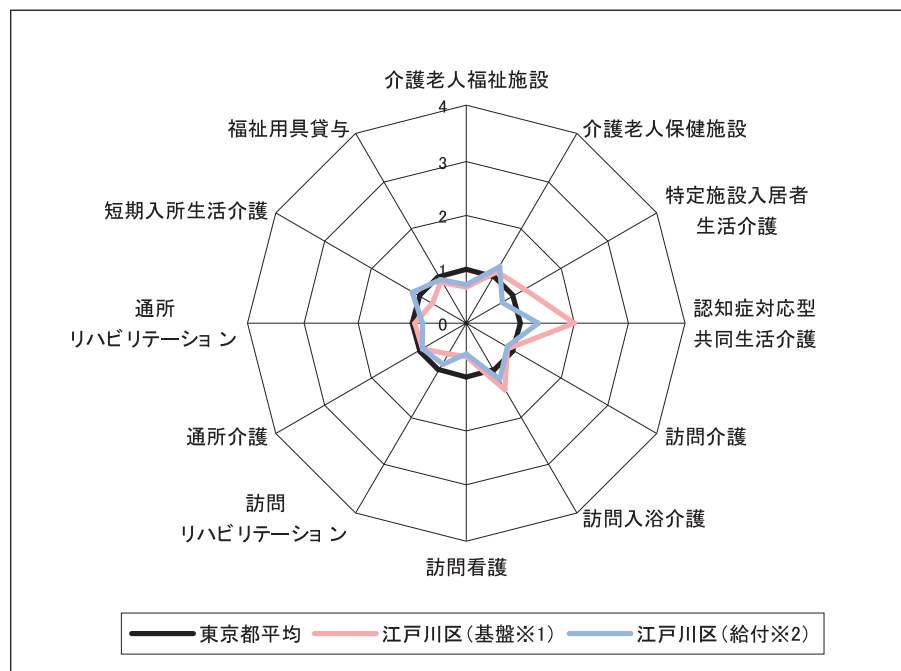 介護老人福祉施設
介護老人保健施設
特定施設入居者
生活介護
認知症対応型
共同生活介護
訪問介護
訪問入浴介護
訪問看護
訪問
リハビリテーション
通所介護
通所
リハビリテーション
短期入所生活介護
福祉用具貸与
4
3
2
1
0
東京都平均 江戸川区(基盤※1) 江戸川区(給付※2)